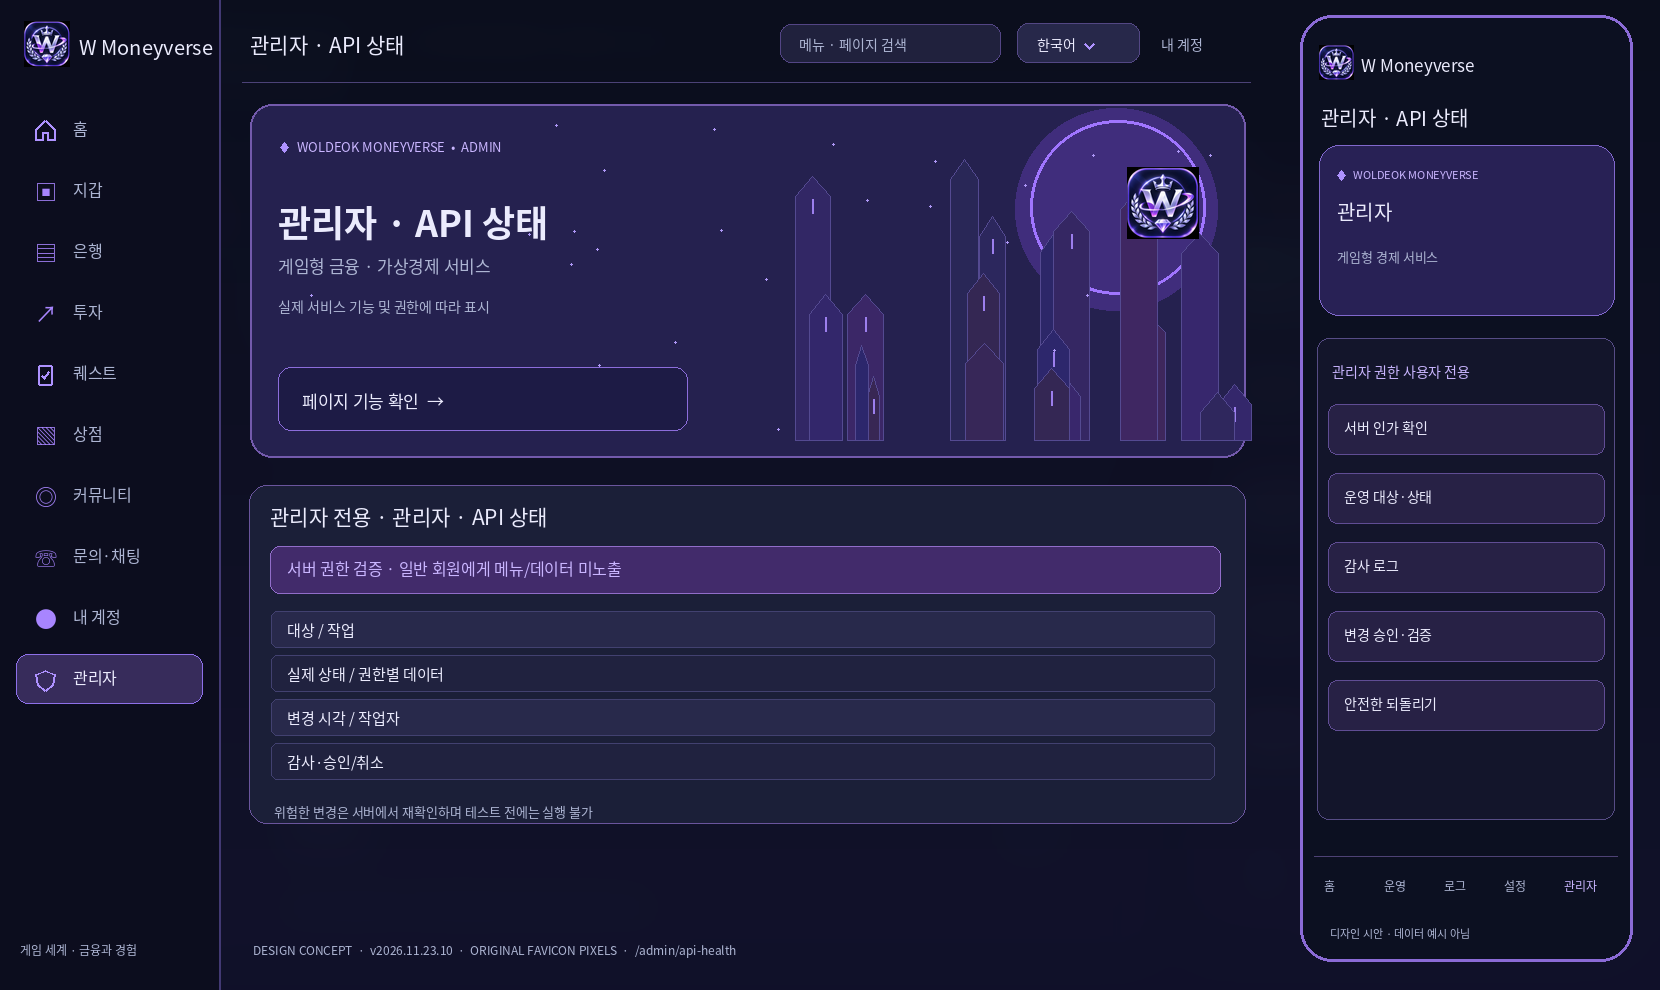 W Moneyverse
홈
지갑
은행
투자
퀘스트
상점
커뮤니티
문의·채팅
내 계정
관리자
게임 세계 · 금융과 경험
관리자 · API 상태
메뉴 · 페이지 검색
한국어
내 계정
WOLDEOK MONEYVERSE • ADMIN
관리자 · API 상태
게임형 금융 · 가상경제 서비스
실제 서비스 기능 및 권한에 따라 표시
페이지 기능 확인 →
W
관리자 전용 · 관리자 · API 상태
서버 권한 검증 · 일반 회원에게 메뉴/데이터 미노출
대상 / 작업
실제 상태 / 권한별 데이터
변경 시각 / 작업자
감사·승인/취소
위험한 변경은 서버에서 재확인하며 테스트 전에는 실행 불가
DESIGN CONCEPT · v2026.11.23.10 · ORIGINAL FAVICON PIXELS · /admin/api-health
W Moneyverse
관리자 · API 상태
WOLDEOK MONEYVERSE
관리자
게임형 경제 서비스
관리자 권한 사용자 전용
서버 인가 확인
운영 대상·상태
감사 로그
변경 승인·검증
안전한 되돌리기
홈 운영 로그 설정 관리자
디자인 시안 · 데이터 예시 아님